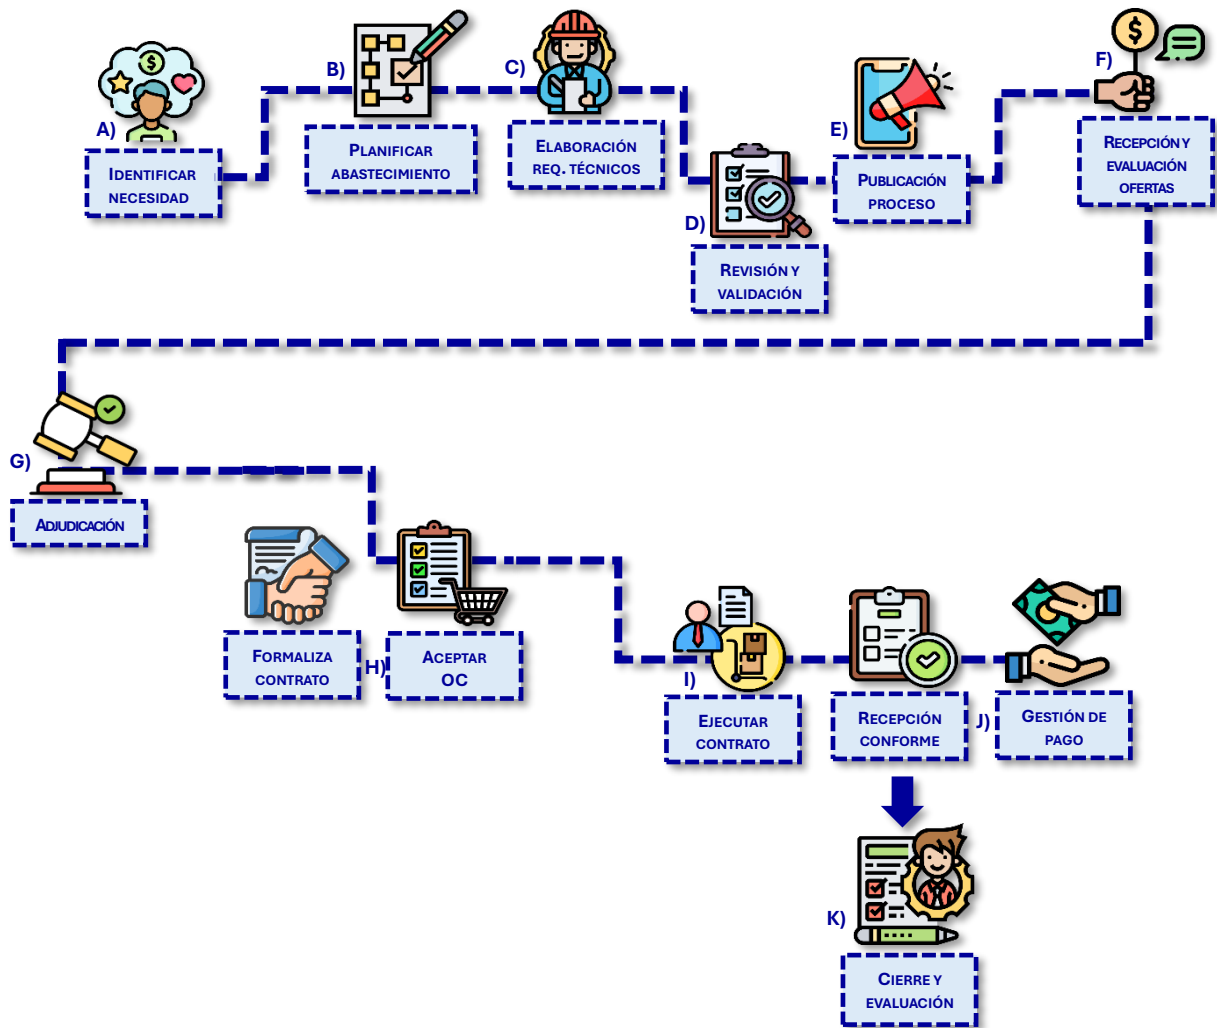 A)
IDENTIFICAR
NECESIDAD
B)
PLANIFICAR
ABASTECIMIENTO
C)
ELABORACIÓN
REQ. TÉCNICOS
D)
REVISIÓN Y
VALIDACIÓN
E)
PUBLICACIÓN
PROCESO
F)
RECEPCIÓN Y
EVALUACIÓN
OFERTAS
G)
ADJUDICACIÓN
FORMALIZA
CONTRATO
H)
ACEPTAR
OC
I)
EJECUTAR
CONTRATO
RECEPCIÓN
CONFORME
J)
GESTIÓN DE
PAGO
K)
CIERRE Y
EVALUACIÓN